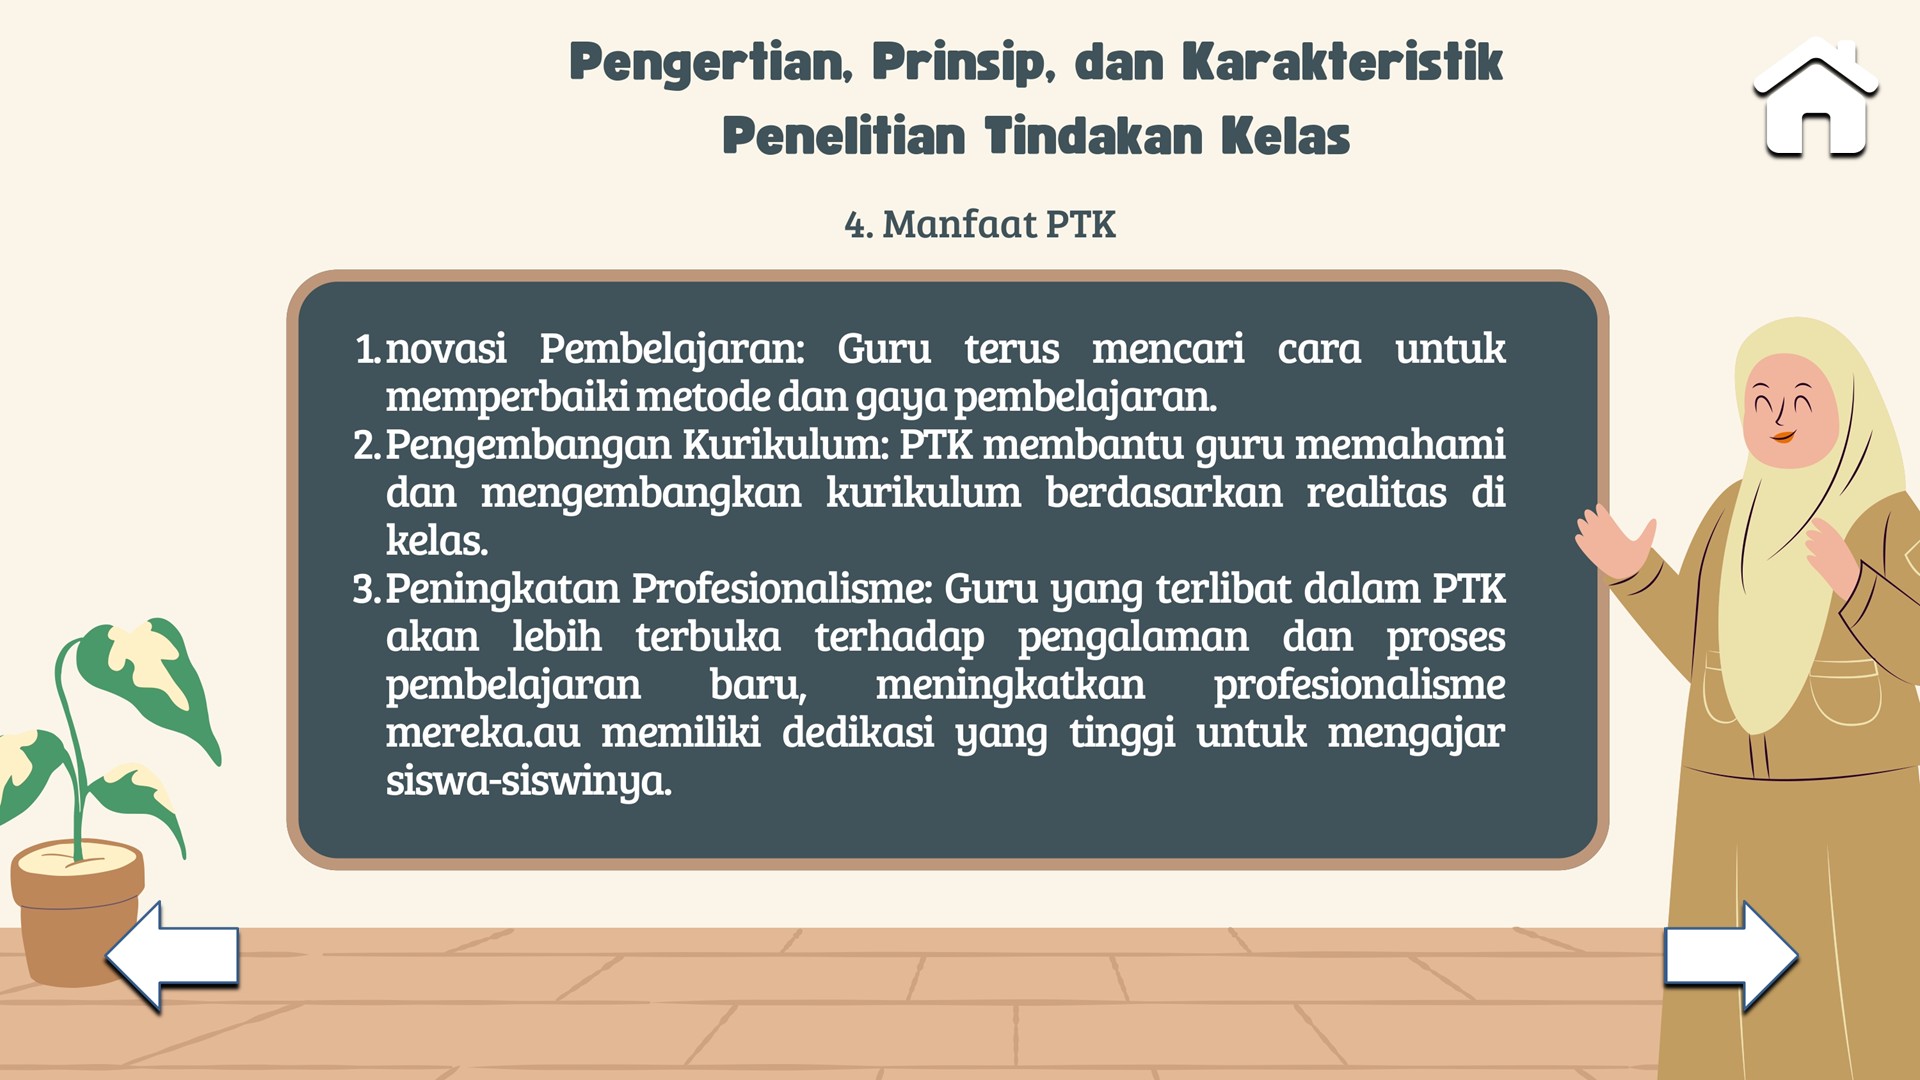 Pengertian, Prinsip, dan Karakteristik
Penelitian Tindakan Kelas
4. Manfaat PTK
1. novasi Pembelajaran: Guru terus mencari cara untuk
memperbaiki metode dan gaya pembelajaran.
2. Pengembangan Kurikulum: PTK membantu guru memahami
dan mengembangkan kurikulum berdasarkan realitas di
kelas.
3. Peningkatan Profesionalisme: Guru yang terlibat dalam PTK
akan lebih terbuka terhadap pengalaman dan proses
pembelajaran baru, meningkatkan profesionalisme
mereka.au memiliki dedikasi yang tinggi untuk mengajar
siswa-siswinya.